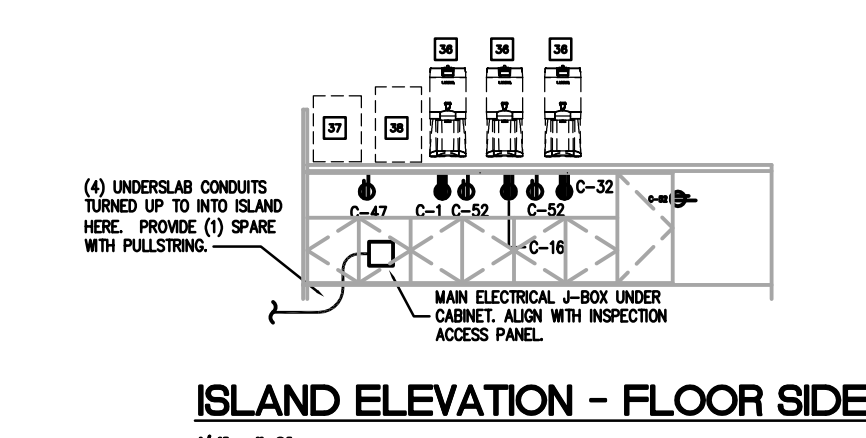 36 36 36
37 38
(4) UNDERSLAB CONDUITS
TURNED UP TO INTO ISLAND
HERE. PROVIDE (1) SPARE
WITH PULLSTRING.
C-32
C-47 C-1 C-52 C-52
C-16
MAIN ELECTRICAL J-BOX UNDER
CABINET. ALIGN WITH INSPECTION
ACCESS PANEL.
ISLAND ELEVATION - FLOOR SIDE